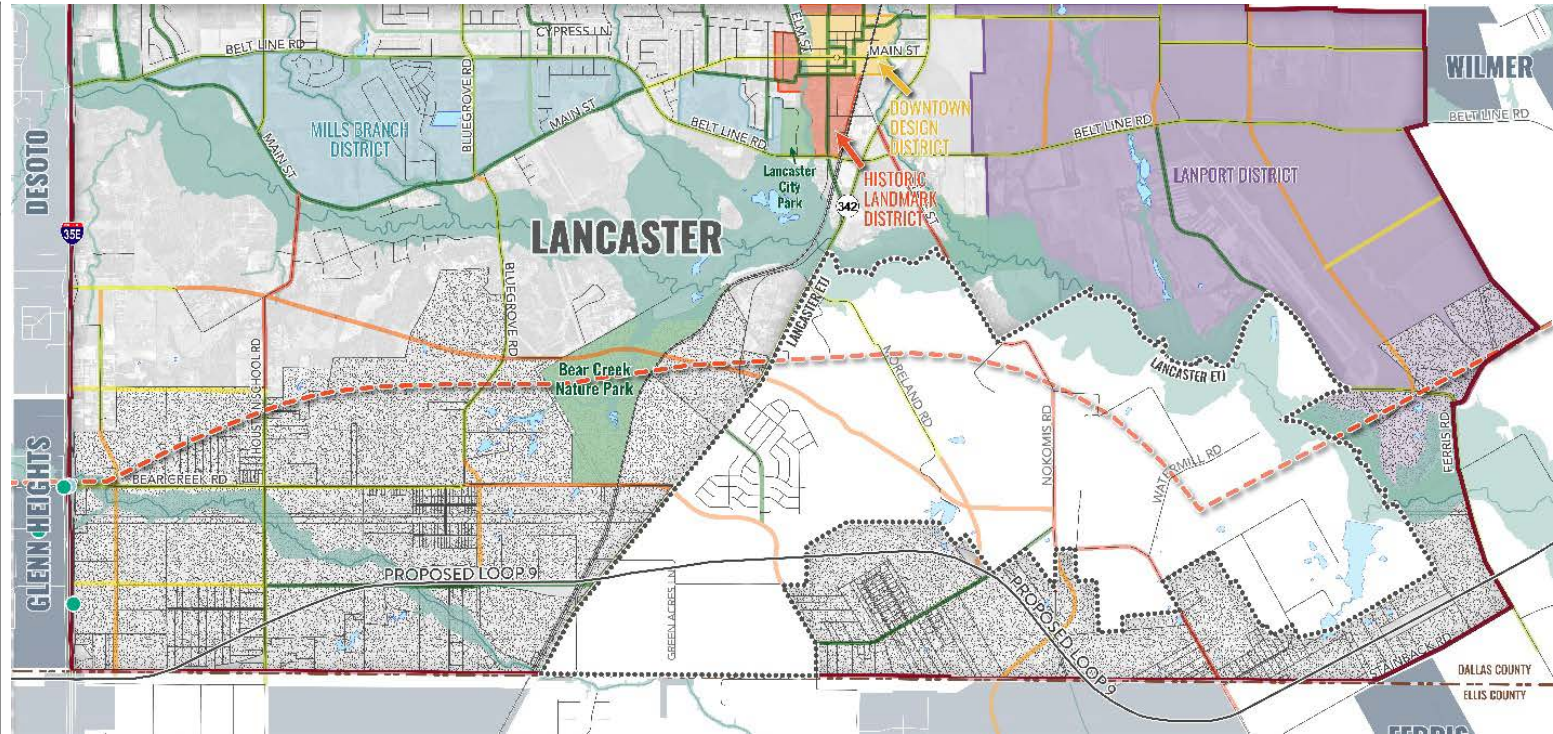 CYPRESS LN
ELM ST
MAIN ST
BELT LINE RD
BLUEGROVE RD
WILMER
DESOTO
MILLS BRANCH
DISTRICT
MAIN ST
MAIN ST
BELT LINE RD
DOWNTOWN
DESIGN
DISTRICT
BELT LINE RD
BELT LINE RD
Lancaster
City
Park
HISTORIC
LANDMARK
DISTRICT
342
ST
LANPORT DISTRICT
35E
LANCASTER
BLUEGROVE RD
LANCASTER ETJ
LANCASTER ETJ
HOUSTON SCHOOL RD
Bear Creek
Nature Park
MORELAND RD
NOKOMIS RD
WATERMILL RD
FERRIS RD
GLENN HEIGHTS
BEAR CREEK RD
PROPOSED LOOP 9
GREEN ACRES LN
PROPOSED LOOP 9
DALLAS COUNTY
ELLIS COUNTY
FERRIS